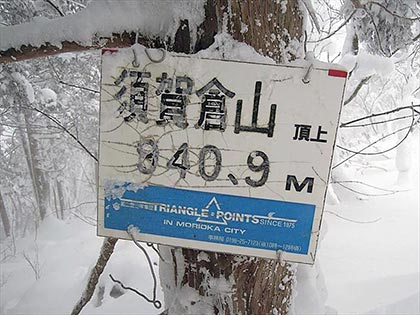 須賀倉山 頂上
840.9 M
TRIANGLE POINTS SINCE 1975
IN MORIOKA CITY